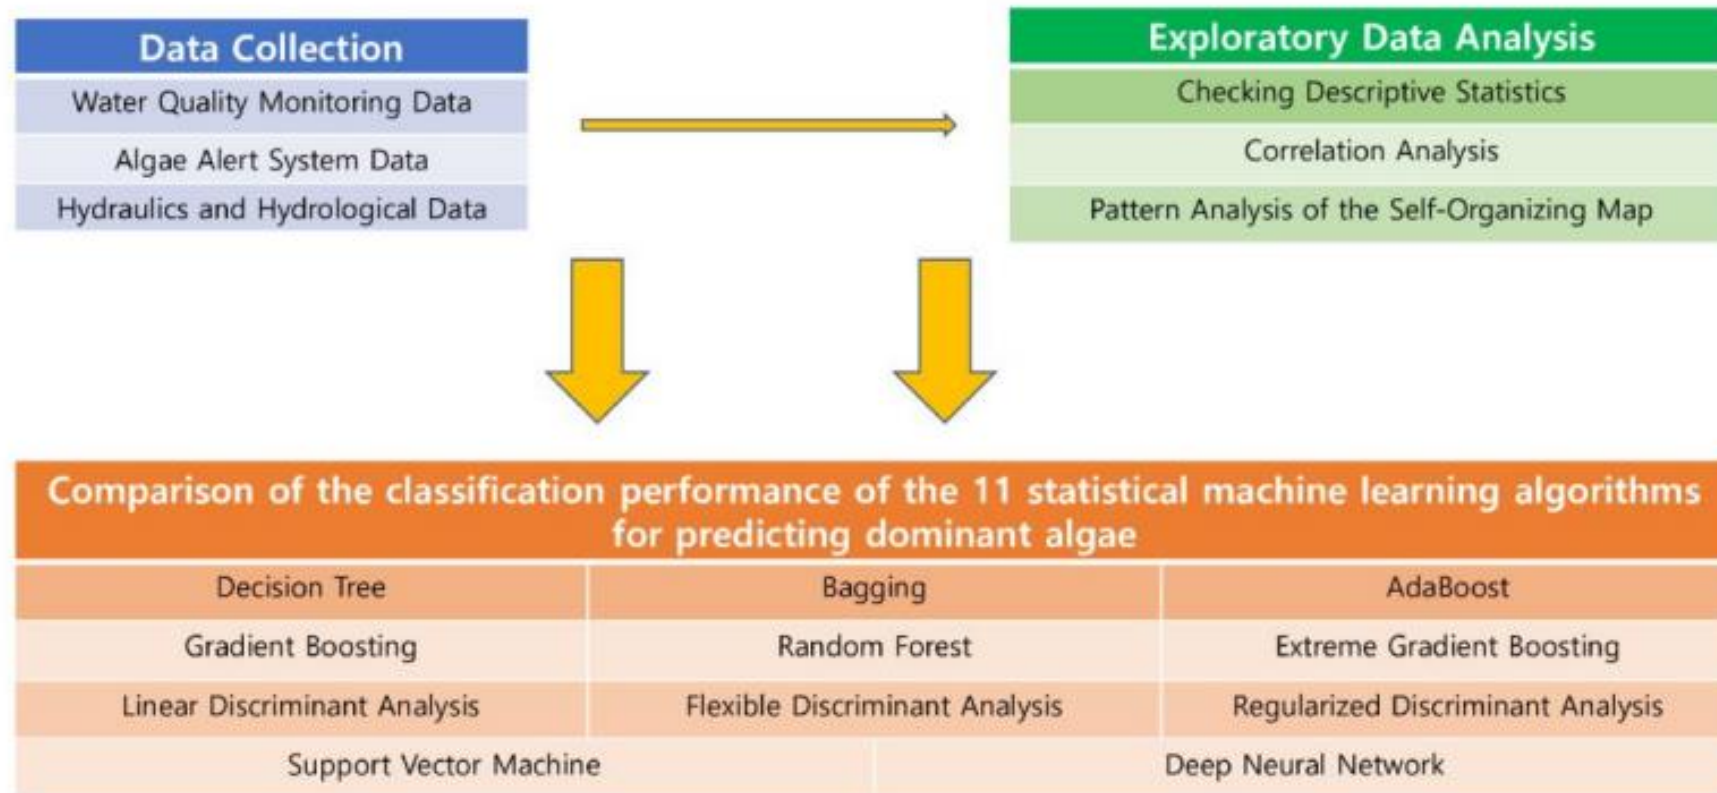 Data Collection
Water Quality Monitoring Data
Algae Alert System Data
Hydraulics and Hydrological Data
Exploratory Data Analysis
Checking Descriptive Statistics
Correlation Analysis
Pattern Analysis of the Self-Organizing Map
Comparison of the classification performance of the 11 statistical machine learning algorithms
for predicting dominant algae
Decision Tree
Bagging
AdaBoost
Gradient Boosting
Random Forest
Extreme Gradient Boosting
Linear Discriminant Analysis
Flexible Discriminant Analysis
Regularized Discriminant Analysis
Support Vector Machine
Deep Neural Network